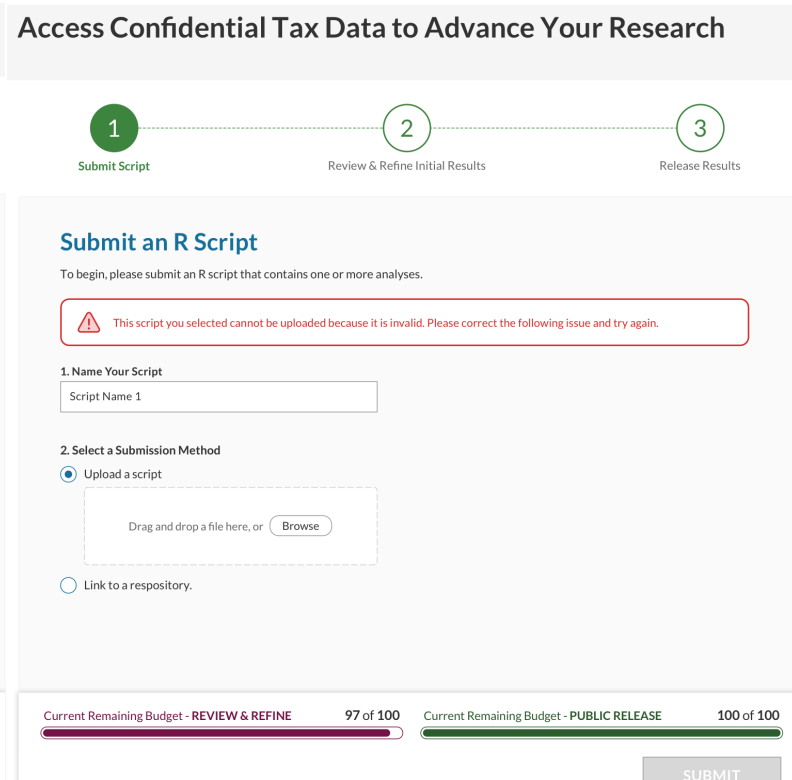 Access Confidential Tax Data to Advance Your Research
1 2 3
Submit Script Review & Refine Initial Results Release Results
Submit an R Script
To begin, please submit an R script that contains one or more analyses.
This script you selected cannot be uploaded because it is invalid. Please correct the following issue and try again.
1. Name Your Script
Script Name 1
2. Select a Submission Method
Upload a script
Drag and drop a file here, or Browse
Link to a respository.
Current Remaining Budget - REVIEW & REFINE 97 of 100 Current Remaining Budget - PUBLIC RELEASE 100 of 100
SUBMIT